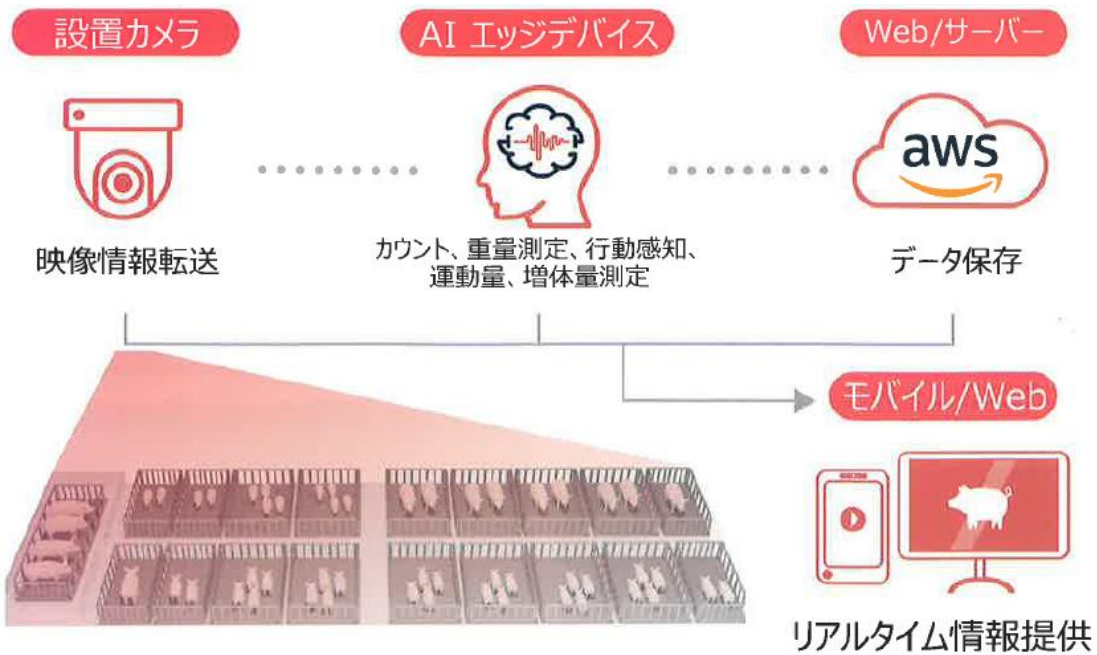 設置カメラ
AI エッジデバイス
Web/サーバー
aws
映像情報転送
カウント、重量測定、行動感知、
運動量、増体量測定
データ保存
モバイル/Web
リアルタイム情報提供